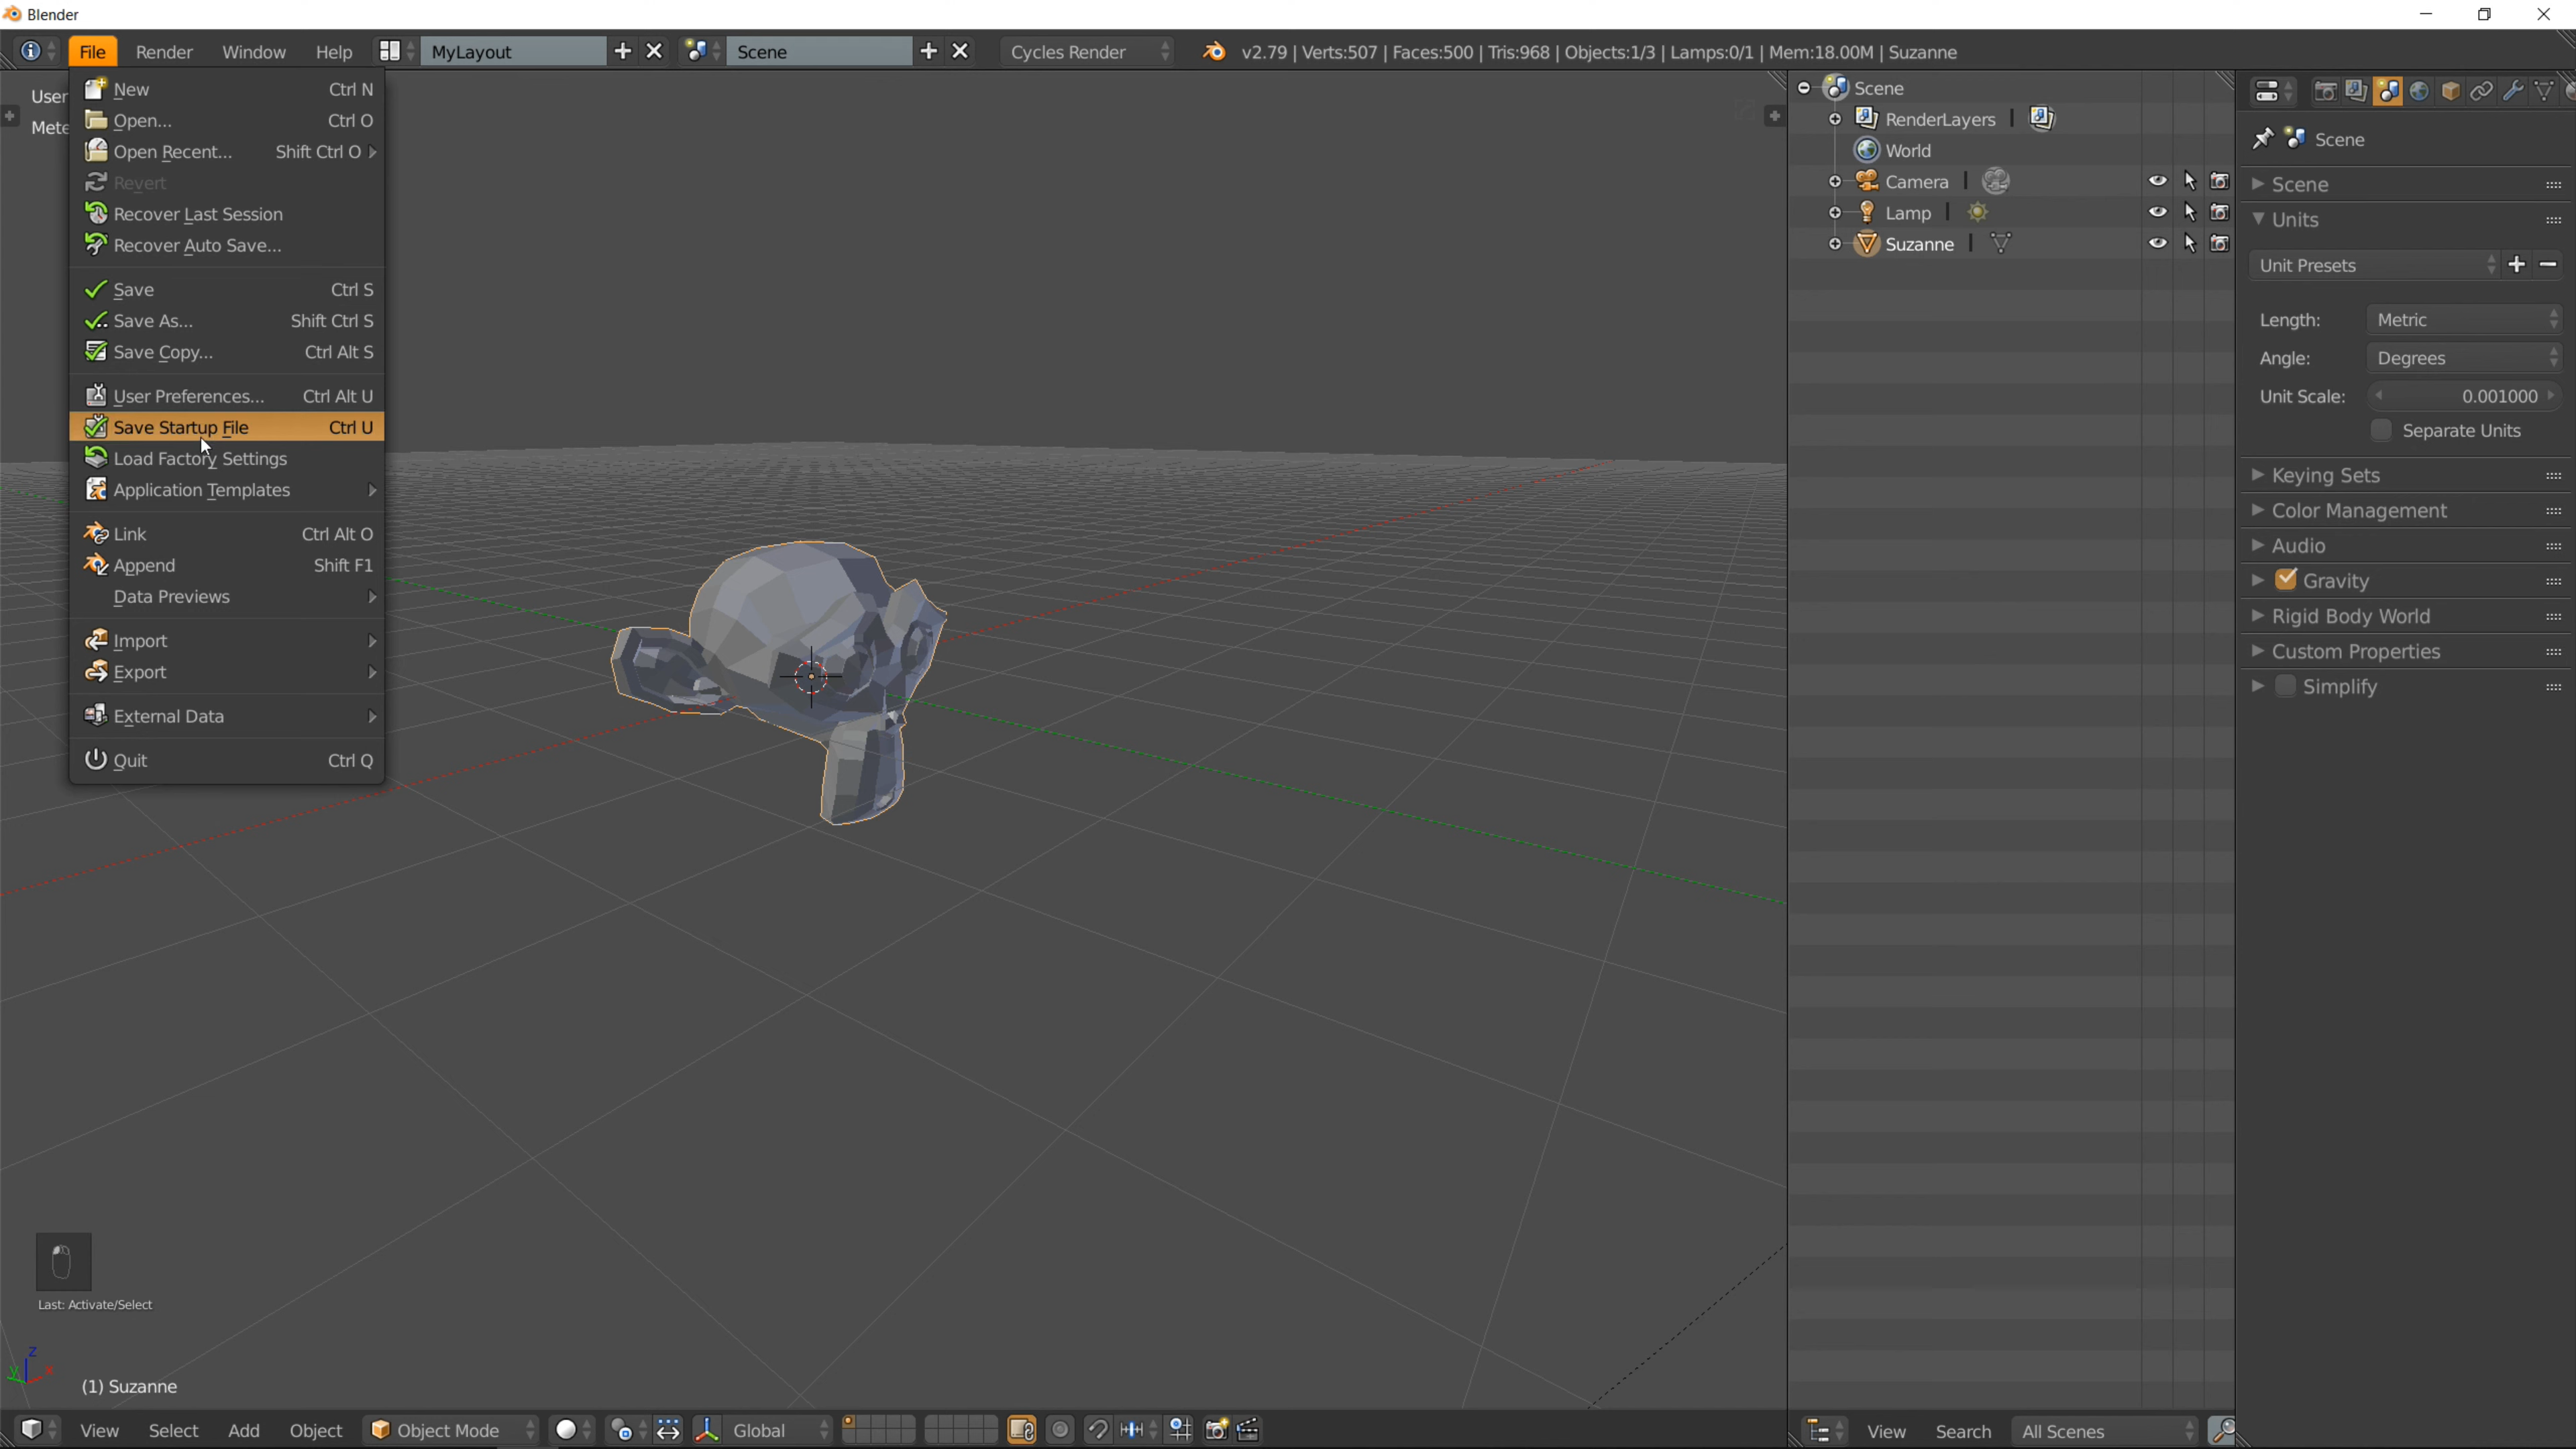 Blender
File Render Window Help MyLayout Scene Cycles Render v2.79 | Verts:507 | Faces:500 | Tris:968 | Objects:1/3 | Lamps:0/1 | Mem:18.00M | Suzanne
User
Mete
New Ctrl N
Open... Ctrl O
Open Recent... Shift Ctrl O
Revert
Recover Last Session
Recover Auto Save...
Save Ctrl S
Save As... Shift Ctrl S
Save Copy... Ctrl Alt S
User Preferences... Ctrl Alt U
Save Startup File Ctrl U
Load Factory Settings
Application Templates
Link Ctrl Alt O
Append Shift F1
Data Previews
Import
Export
External Data
Quit Ctrl Q
Last: Activate/Select
z
y x
(1) Suzanne
View Select Add Object Object Mode Global
Scene
RenderLayers
World
Camera
Lamp
Suzanne
View Search All Scenes
Scene
Scene
Units
Unit Presets
Length: Metric
Angle: Degrees
Unit Scale: 0.001000
Separate Units
Keying Sets
Color Management
Audio
Gravity
Rigid Body World
Custom Properties
Simplify